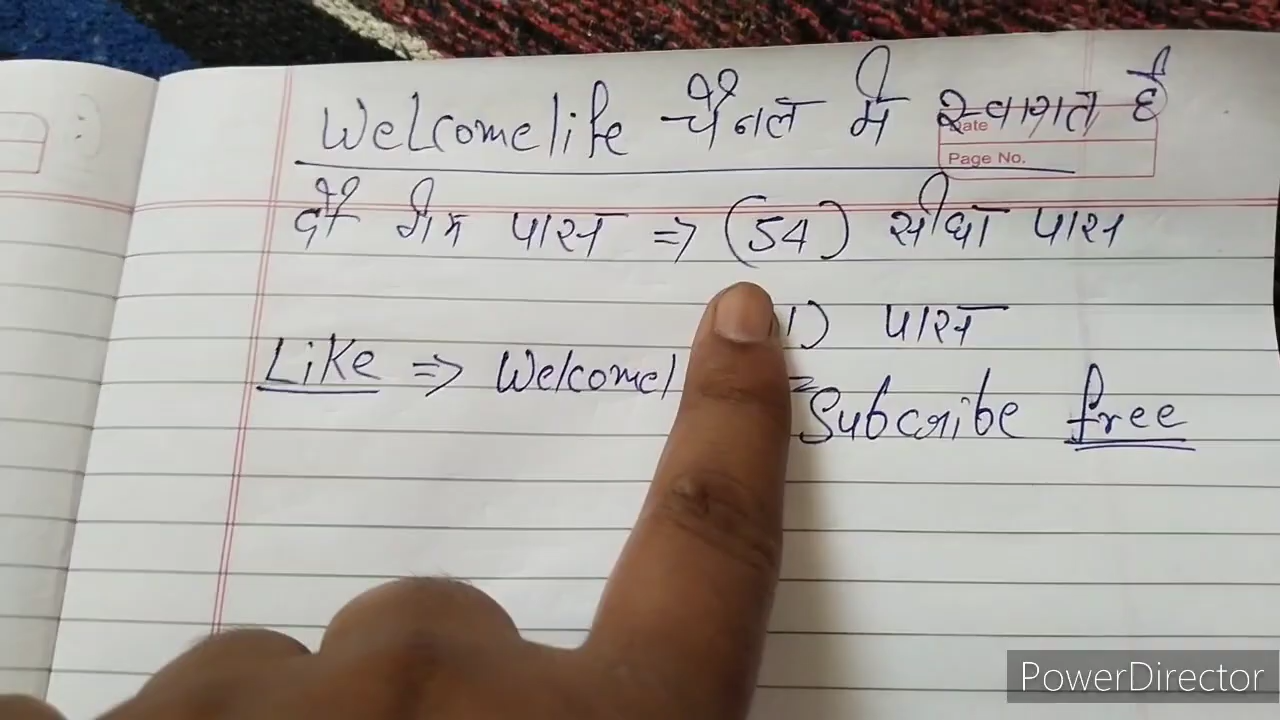 Welcomelife चैनल में स्वागत है
Date
Page No.
दो गेम पास => (54) सीधा पास
1) पास
Like => Welcomel
Subcribe free
PowerDirector